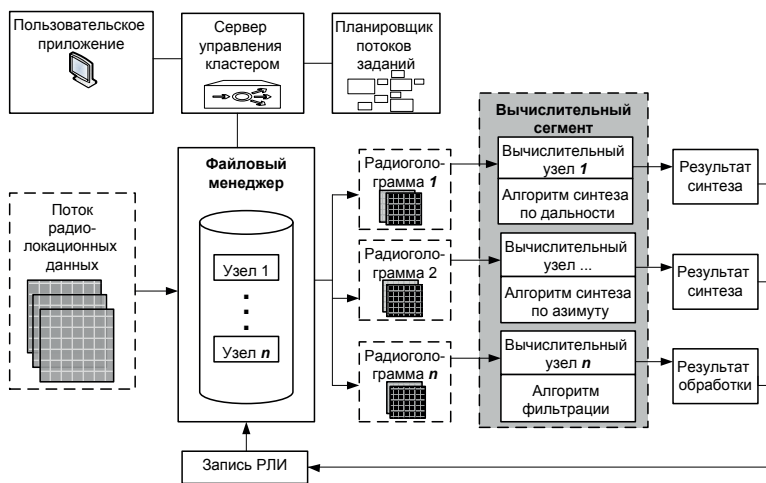 Пользовательское
приложение
Сервер
управления
кластером
Планировщик
потоков
заданий
Поток
радио-
локационных
данных
Файловый
менеджер
Узел 1
Узел n
Радиоголо-
грамма 1
Радиоголо-
грамма 2
Радиоголо-
грамма n
Вычислительный
сегмент
Вычислительный
узел 1
Алгоритм синтеза
по дальности
Вычислительный
узел ...
Алгоритм синтеза
по азимуту
Вычислительный
узел n
Алгоритм
фильтрации
Результат
синтеза
Результат
синтеза
Результат
обработки
Запись РЛИ